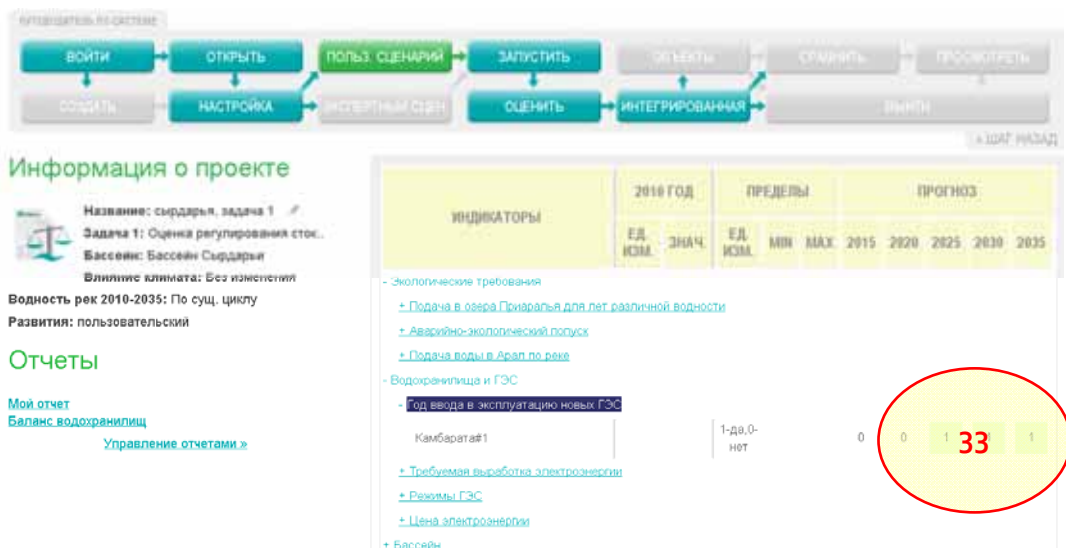 ПУТЕВОДИТЕЛЬ ПО СИСТЕМЕ
ВОЙТИ ОТКРЫТЬ ПОЛЬЗ. СЦЕНАРИЙ ЗАПУСТИТЬ ОБЪЕКТЫ СРАВНИТЬ ПРОСМОТРЕТЬ
СОЗДАТЬ НАСТРОЙКА ЭКСПЕРТНЫЙ СЦЕН ОЦЕНИТЬ ИНТЕГРИРОВАННАЯ ВЫЙТИ
« ШАГ НАЗАД
Информация о проекте
Название: сырдарья, задача 1
Задача 1: Оценка регулирования сток..
Бассейн: Бассейн Сырдарьи
Влияние климата: Без изменения
Водность рек 2010-2035: По сущ. циклу
Развития: пользовательский
Отчеты
Мой отчет
Баланс водохранилищ
Управление отчетами »
ИНДИКАТОРЫ 2010 ГОД ПРЕДЕЛЫ ПРОГНОЗ
ЕД. ИЗМ. ЗНАЧ. ЕД. ИЗМ. MIN MAX 2015 2020 2025 2030 2035
- Экологические требования
+ Подача в озера Приаралья для лет различной водности
+ Аварийно-экологический попуск
+ Подача воды в Арал по реке
- Водохранилища и ГЭС
- Год ввода в эксплуатацию новых ГЭС
Камбарата#1 1-да,0-нет 0 0 1 1 1
33
+ Требуемая выработка электроэнергии
+ Режимы ГЭС
+ Цена электроэнергии
+ Бассейн